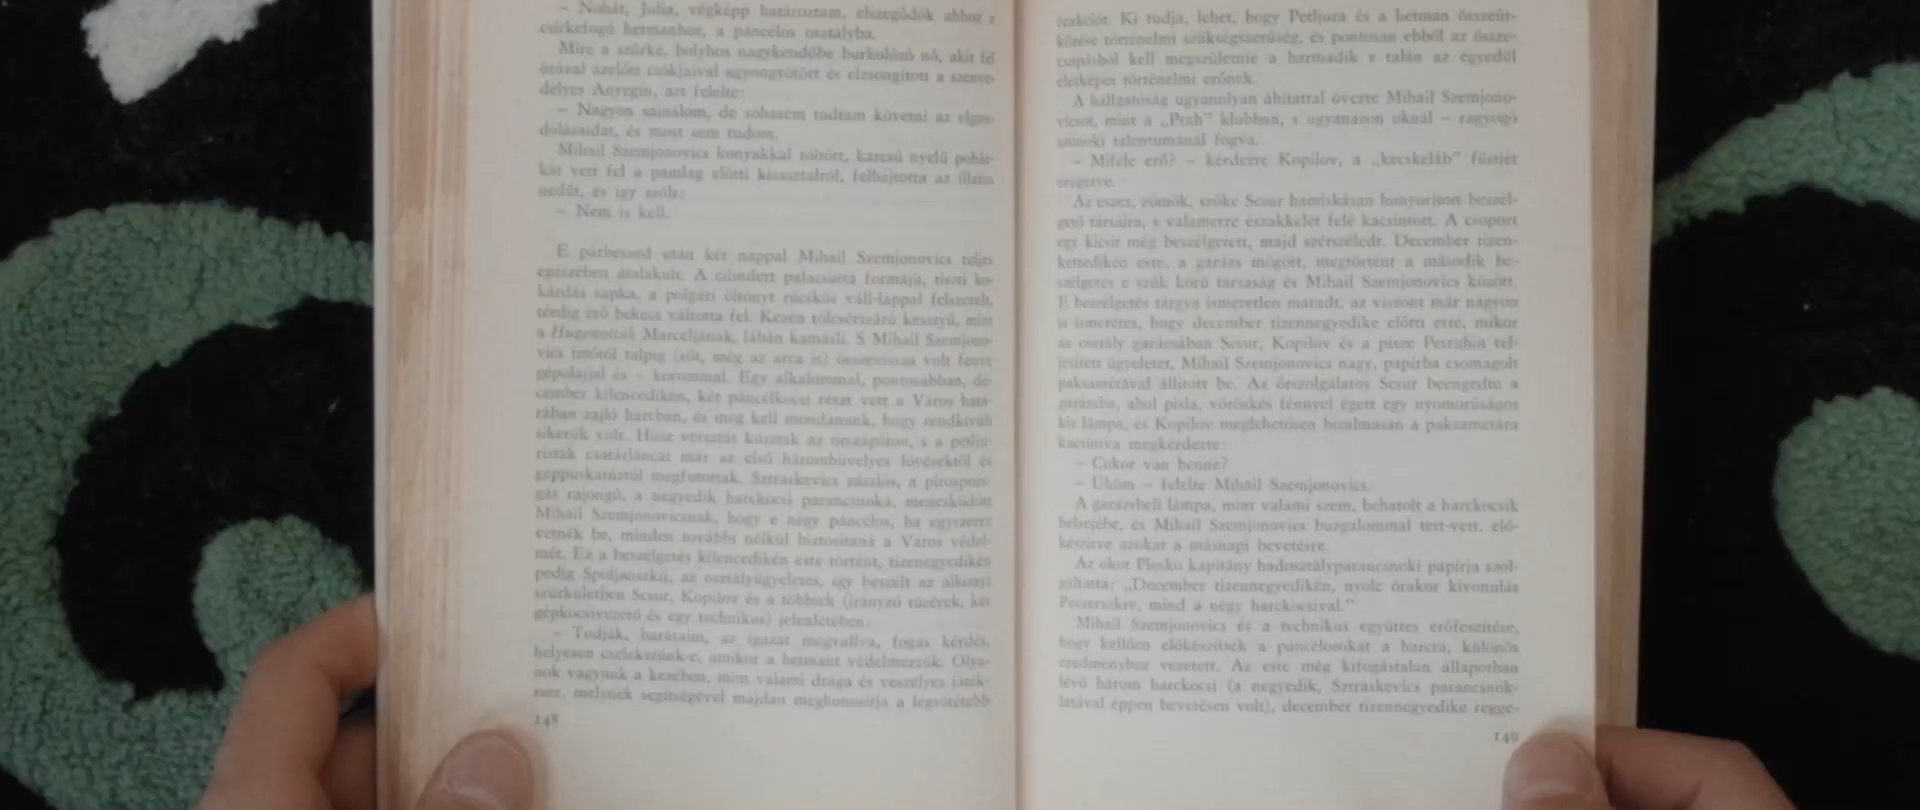 – Nohát, Julia, végképp határoztam, elszegődök ahhoz a
csirkefogó hetmanhoz, a páncélos osztályba.
Mire a szürke, bolyhos nagykendőbe burkolózó nő, akit fél
órával azelőtt csókjaival agyongyötört és elzsongított a szenve-
délyes Anyegin, azt felelte:
– Nagyon sajnálom, de sohasem tudtam követni az elgon-
dolásaidat, és most sem tudom.
Mihail Szemjonovics konyakkal töltött, karcsú nyelű pohár-
kát vett fel a pamlag előtti kisasztalról, felhajtotta az illatos
nedűt, és így szólt:
– Nem is kell.
E párbeszéd után két nappal Mihail Szemjonovics teljes
egészében átalakult. A cilindert palacsinta formájú, tiszti ko-
kárdás sapka, a polgári öltönyt rücskös váll-lappal felszerelt,
térdig érő bekecs váltotta fel. Kezén tölcsérszárú kesztyű, mint
a Hugenották Marceljának, lábán kamásli. S Mihail Szemjono-
vics tetőtől talpig (sőt, még az arca is) összevissza volt kenve
gépolajjal és – korommal. Egy alkalommal, pontosabban, de-
cember kilencedikén, két páncélkocsi részt vett a Város hatá-
rában zajló harcban, és meg kell mondanunk, hogy rendkívüli
sikerük volt. Húsz versztát kúsztak az országúton, s a petlju-
risták csatárláncai már az első háromhüvelyes lövésektől és
géppuskatűztől megfutottak. Sztraskevics zászlós, a pirospozs-
gás rajongó, a negyedik harckocsi parancsnoka, megesküdött
Mihail Szemjonovicsnak, hogy e négy páncélos, ha egyszerre
vetnék be, minden további nélkül biztosítaná a Város védel-
mét. Ez a beszélgetés kilencedikén este történt, tizenegyedikén
pedig Spoljanszkij, az osztályügyeletes, így beszélt az alkonyi
szürkületben Scsur, Kopilov és a többiek (irányzó tüzérek, két
gépkocsivezető és egy technikus) jelenlétében:
– Tudják, barátaim, az igazat megvallva, fogas kérdés,
helyesen cselekszünk-e, amikor a hetmant védelmezzük. Olya-
nok vagyunk a kezében, mint valami drága és veszélyes játék-
szer, melynek segítségével majdan meghonosítja a legsötétebb
148
reakciót. Ki tudja, lehet, hogy Petljura és a hetman összeüt-
közése történelmi szükségszerűség, és pontosan ebből az össze-
csapásból kell megszületnie a harmadik s talán az egyedül
életképes történelmi erőnek.
A hallgatóság ugyanolyan áhítattal övezte Mihail Szemjono-
vicsot, mint a „Prah” klubban, s ugyanazon oknál – ragyogó
szónoki talentumánál fogva.
– Miféle erő? – kérdezte Kopilov, a „kecskeláb” füstjét
eregetve.
Az eszes, zömök, szőke Scsur hamiskásan hunyorított beszél-
gető társaira, s valamerre északkelet felé kacsintott. A csoport
egy kicsit még beszélgetett, majd szétszéledt. December tizen-
kettedikén este, a garázs mögött, megtörtént a második be-
szélgetés e szűk körű társaság és Mihail Szemjonovics között.
E beszélgetés tárgya ismeretlen maradt, az viszont már nagyon
is ismeretes, hogy december tizennegyedike előtti este, mikor
az osztály garázsában Scsur, Kopilov és a pisze Petruhin tel-
jesített ügyeletet, Mihail Szemjonovics nagy, papírba csomagolt
paksamétával állított be. Az őrszolgálatos Scsur beengedte a
garázsba, ahol pisla, vöröskés fénnyel égett egy nyomorúságos
kis lámpa, és Kopilov meglehetősen bizalmasan a paksamétára
kacsintva megkérdezte:
– Cukor van benne?
– Uhüm – felelte Mihail Szemjonovics.
A garázsbeli lámpa, mint valami szem, behatolt a harckocsik
belsejébe, és Mihail Szemjonovics buzgalommal tett-vett, elő-
készítve azokat a másnapi bevetésre.
Az okot Plesko kapitány hadosztályparancsnoki papírja szol-
gáltatta: „December tizennegyedikén, nyolc órakor kivonulás
Pecserszkre, mind a négy harckocsival.”
Mihail Szemjonovics és a technikus együttes erőfeszítése,
hogy kellően előkészítsék a páncélosokat a harcra, különös
eredményhez vezetett. Az este még kifogástalan állapotban
lévő három harckocsi (a negyedik, Sztraskevics parancsnok-
latával éppen bevetésen volt), december tizennegyedike regge-
149